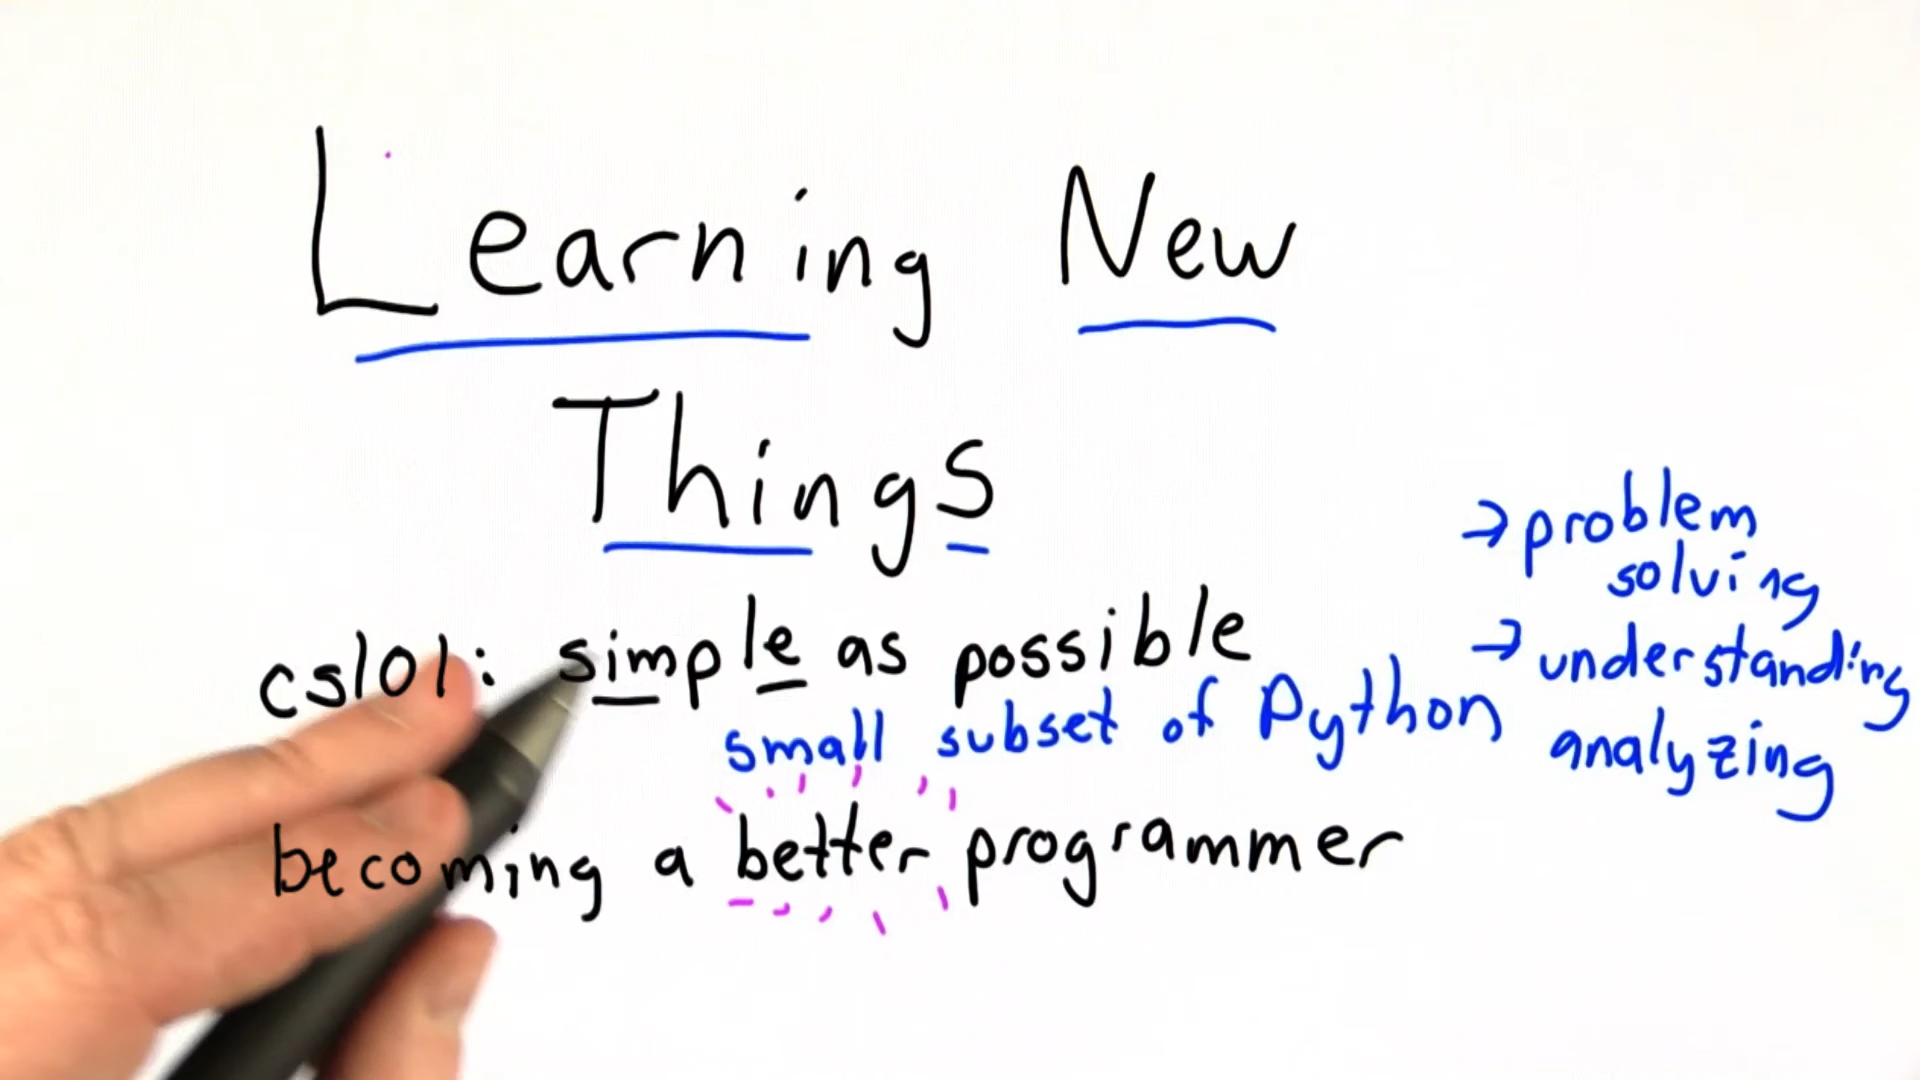 Learning New
Things
cs101: simple as possible
small subset of Python
becoming a better programmer
→ problem
solving
→ understanding
analyzing